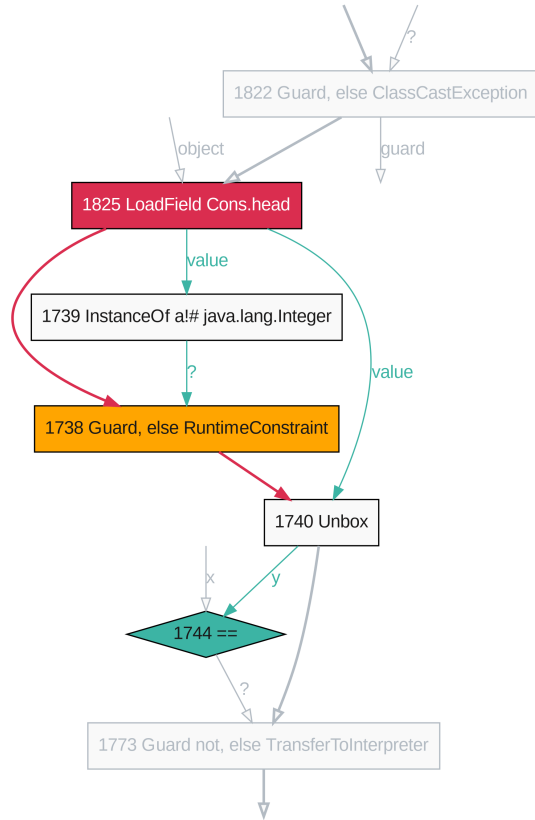 ?
1822 Guard, else ClassCastException
object
guard
1825 LoadField Cons.head
value
1739 InstanceOf a!# java.lang.Integer
?
value
1738 Guard, else RuntimeConstraint
1740 Unbox
x
y
1744 ==
?
1773 Guard not, else TransferToInterpreter